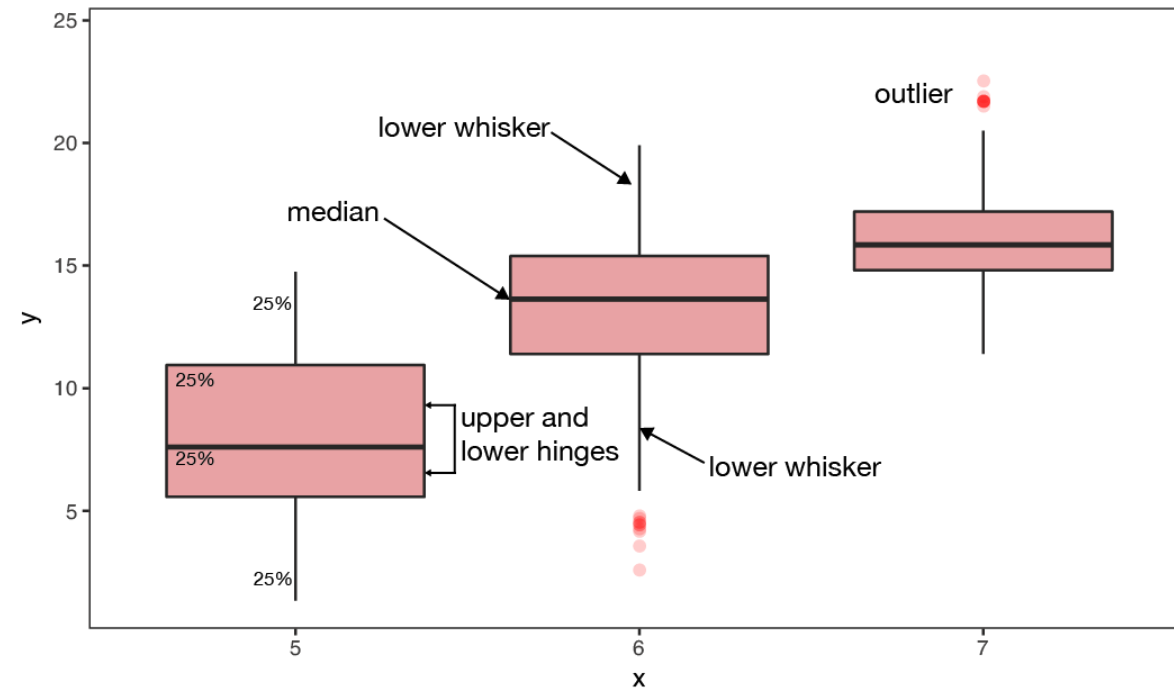 25
outlier
lower whisker
20
median
15
25%
y
10
25%
upper and
lower hinges
25%
lower whisker
5
25%
5
6
7
x